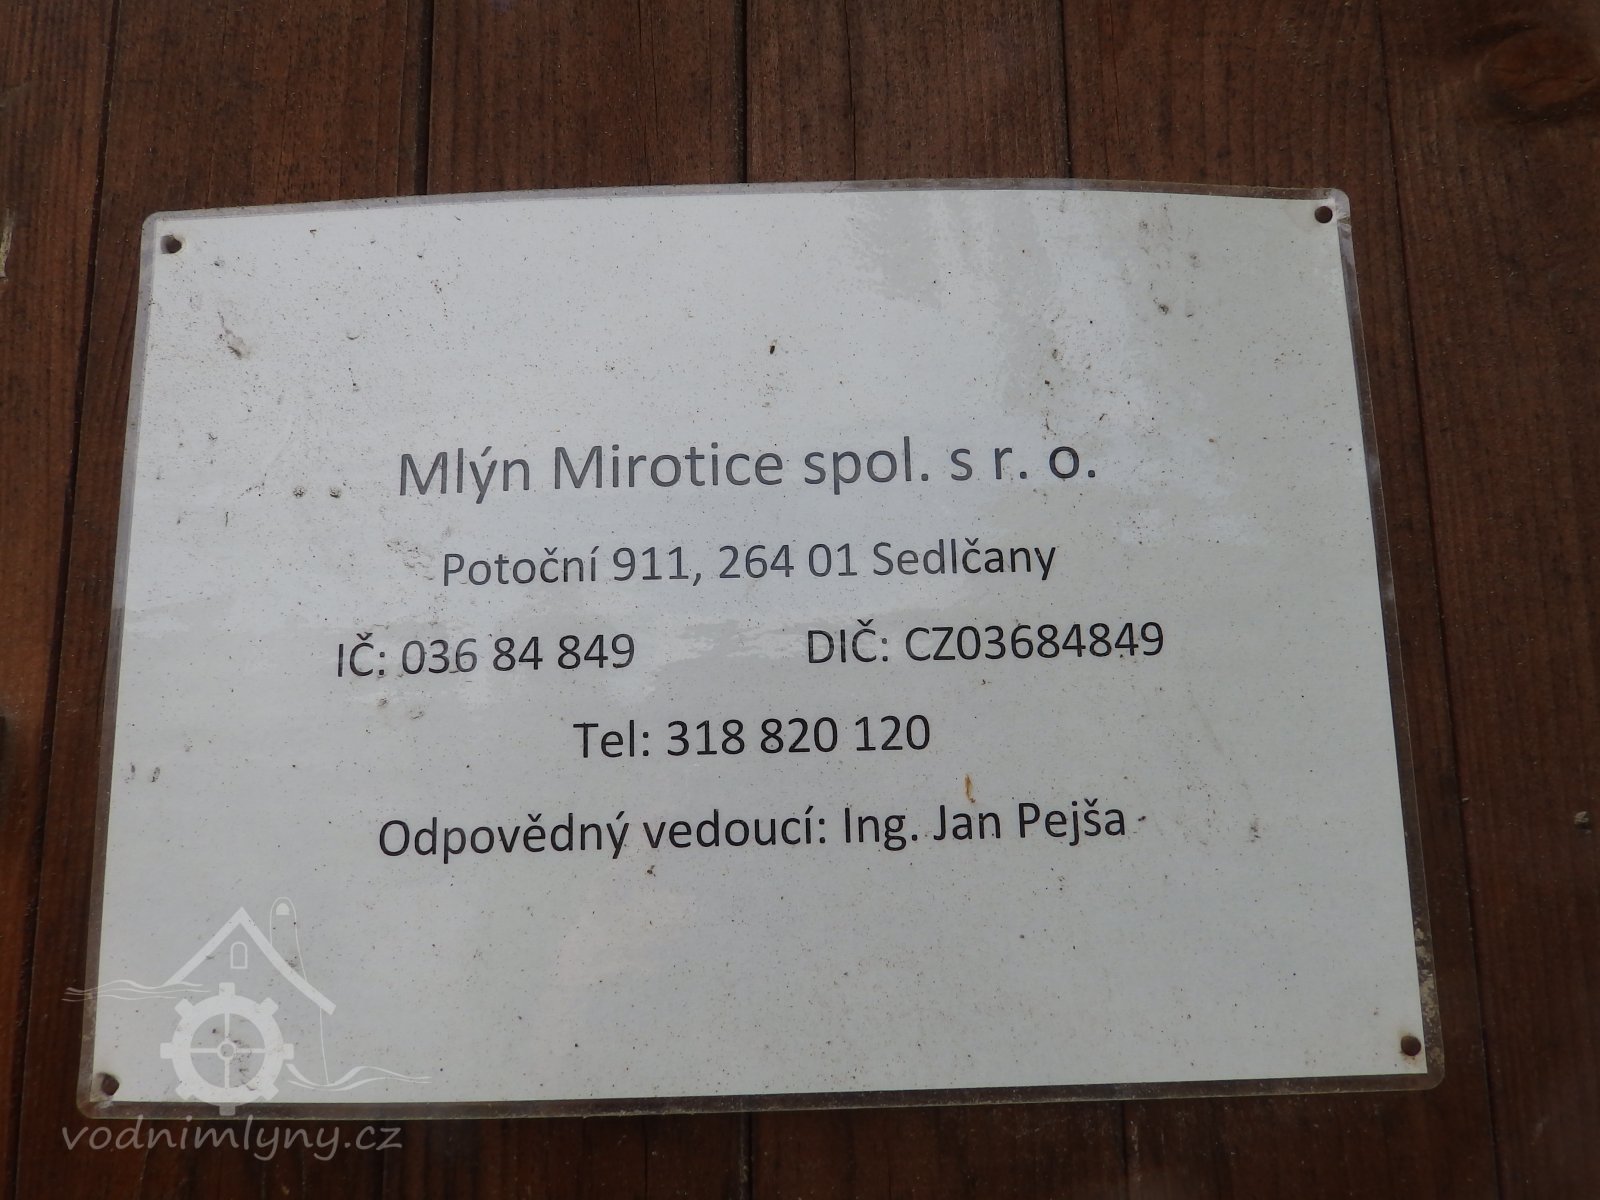 Mlýn Mirotice spol. s r. o.
Potoční 911, 264 01 Sedlčany
IČ: 036 84 849 DIČ: CZ03684849
Tel: 318 820 120
Odpovědný vedoucí: Ing. Jan Pejša
vodnimlyny.cz